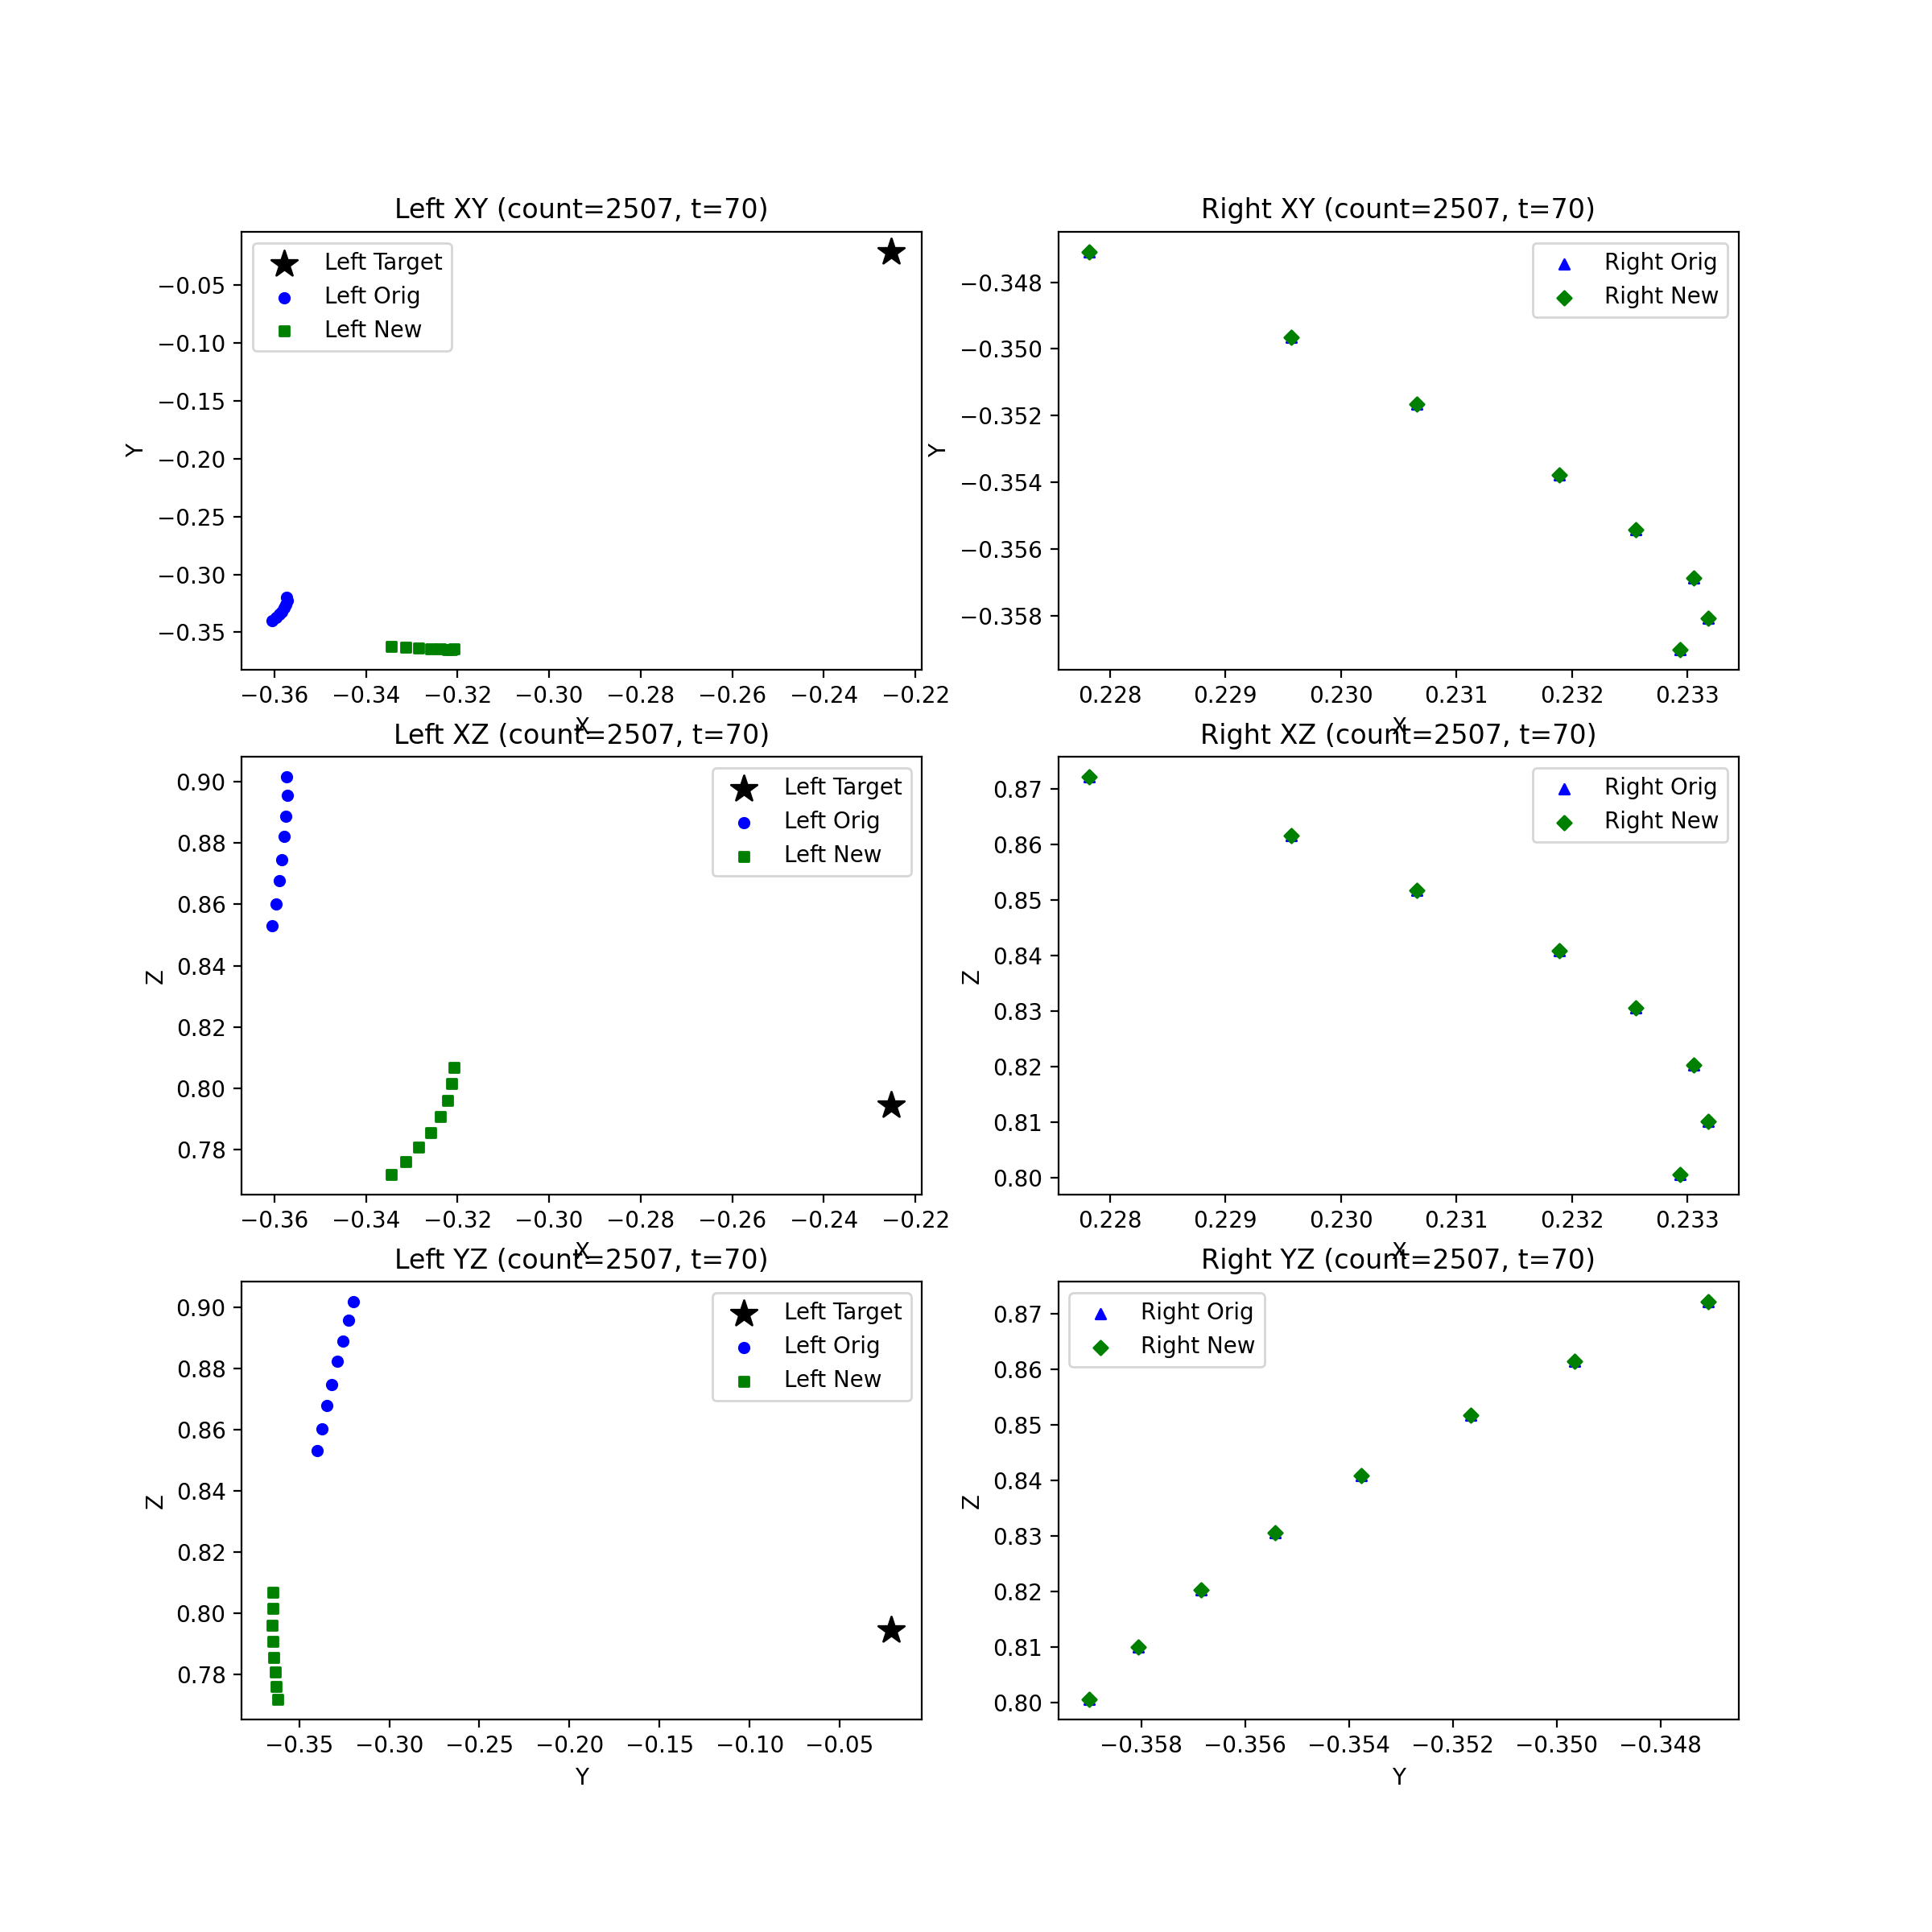 Left XY (count=2507, t=70)
Left Target
Left Orig
Left New
−0.05
−0.10
−0.15
−0.20
−0.25
−0.30
−0.35
Y
−0.36 −0.34 −0.32 −0.30 −0.28 −0.26 −0.24 −0.22
X
Right XY (count=2507, t=70)
Right Orig
Right New
−0.348
−0.350
−0.352
−0.354
−0.356
−0.358
Y
0.228 0.229 0.230 0.231 0.232 0.233
X
Left XZ (count=2507, t=70)
Left Target
Left Orig
Left New
0.90
0.88
0.86
0.84
0.82
0.80
0.78
Z
−0.36 −0.34 −0.32 −0.30 −0.28 −0.26 −0.24 −0.22
X
Right XZ (count=2507, t=70)
Right Orig
Right New
0.87
0.86
0.85
0.84
0.83
0.82
0.81
0.80
Z
0.228 0.229 0.230 0.231 0.232 0.233
X
Left YZ (count=2507, t=70)
Left Target
Left Orig
Left New
0.90
0.88
0.86
0.84
0.82
0.80
0.78
Z
−0.35 −0.30 −0.25 −0.20 −0.15 −0.10 −0.05
Y
Right YZ (count=2507, t=70)
Right Orig
Right New
0.87
0.86
0.85
0.84
0.83
0.82
0.81
0.80
Z
−0.358 −0.356 −0.354 −0.352 −0.350 −0.348
Y